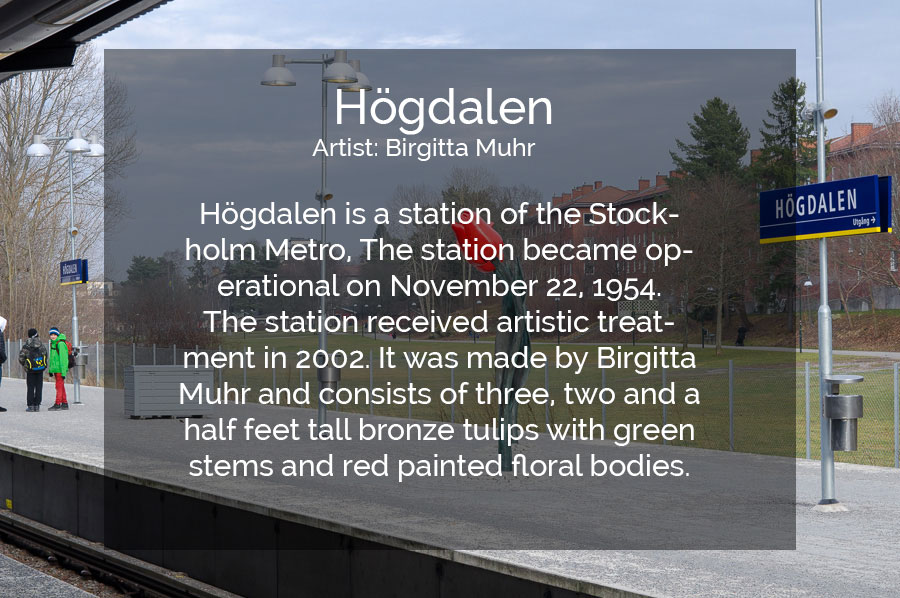 Högdalen
Artist: Birgitta Muhr
Högdalen is a station of the Stock-
holm Metro, The station became op-
erational on November 22, 1954.
The station received artistic treat-
ment in 2002. It was made by Birgitta
Muhr and consists of three, two and a
half feet tall bronze tulips with green
stems and red painted floral bodies.
HÖGDALEN
Utgång →
HÖGDALEN